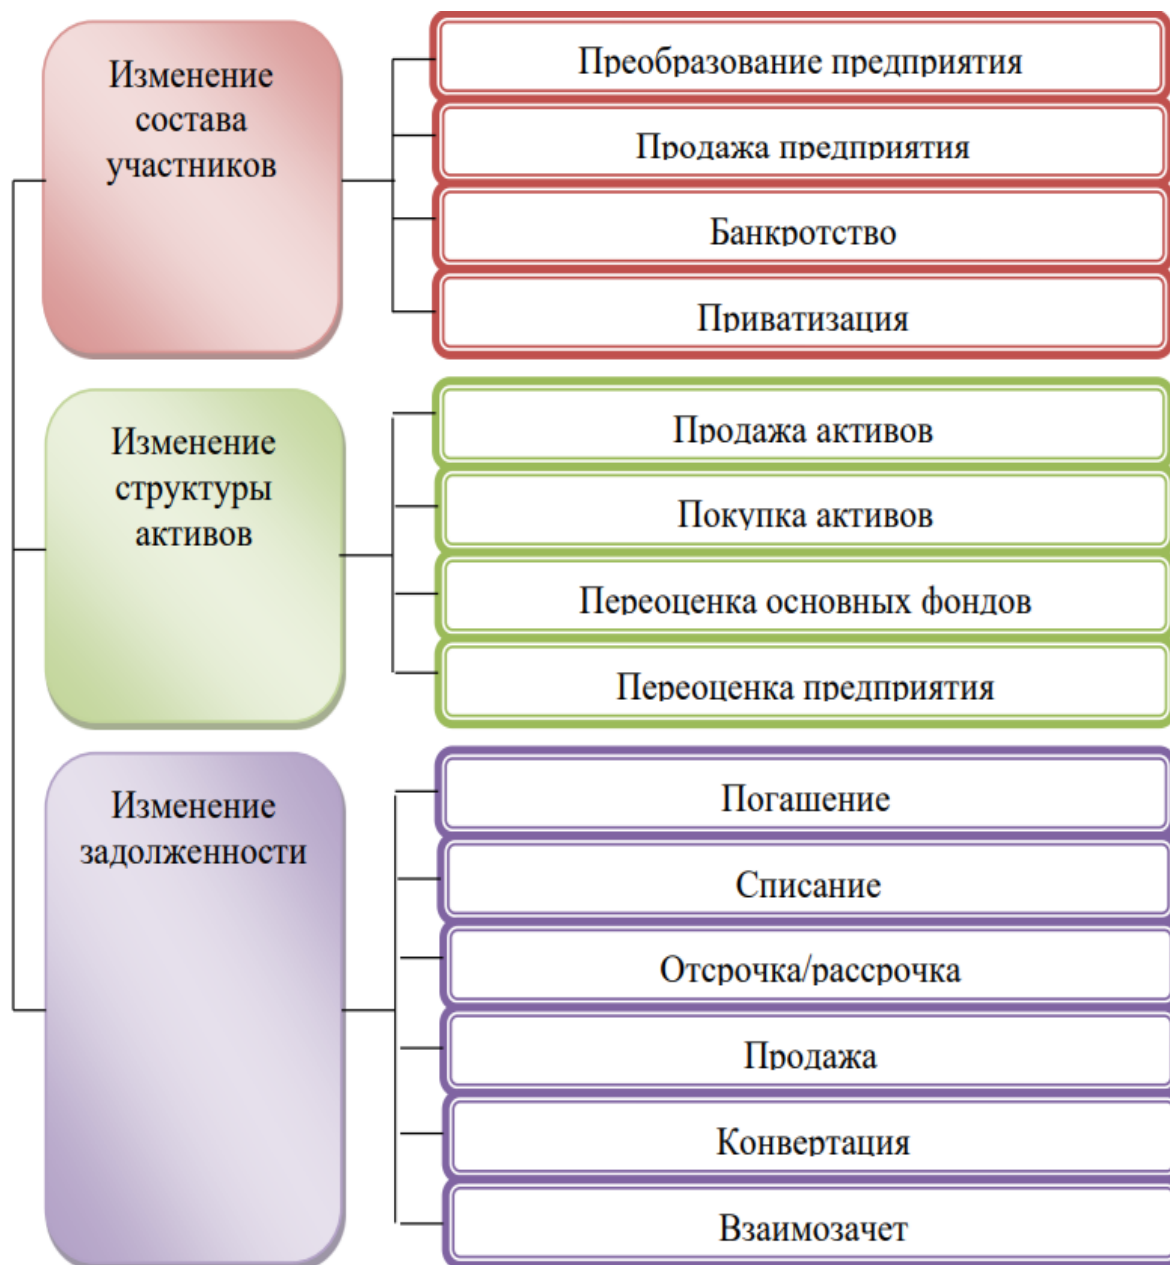 Изменение
состава
участников
Преобразование предприятия
Продажа предприятия
Банкротство
Приватизация
Изменение
структуры
активов
Продажа активов
Покупка активов
Переоценка основных фондов
Переоценка предприятия
Изменение
задолженности
Погашение
Списание
Отсрочка/рассрочка
Продажа
Конвертация
Взаимозачет